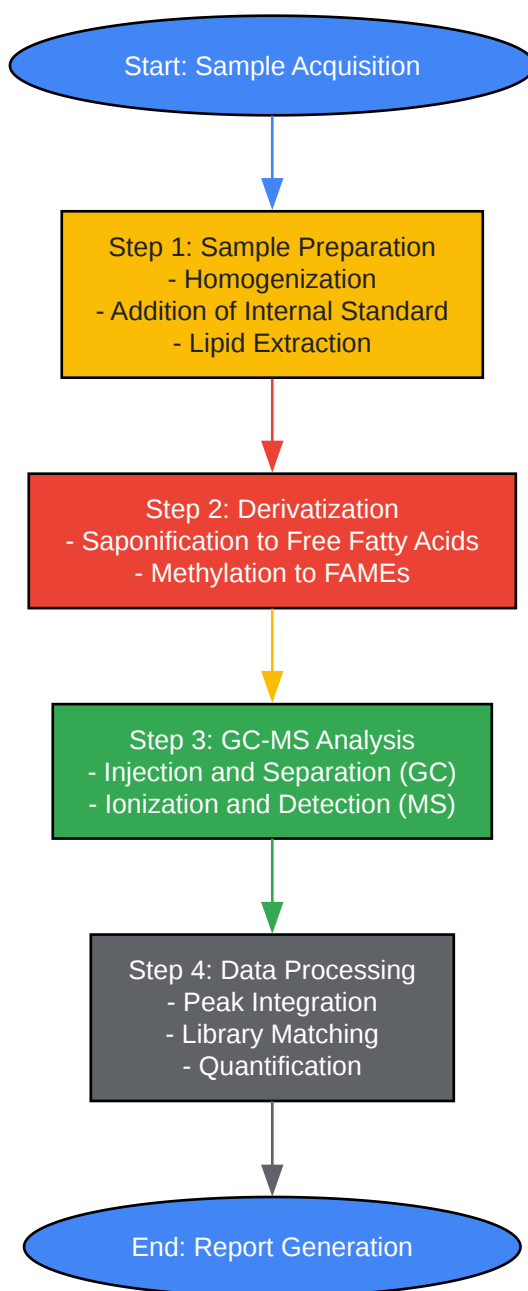 Start: Sample Acquisition
Step 1: Sample Preparation
- Homogenization
- Addition of Internal Standard
- Lipid Extraction
Step 2: Derivatization
- Saponification to Free Fatty Acids
- Methylation to FAMEs
Step 3: GC-MS Analysis
- Injection and Separation (GC)
- Ionization and Detection (MS)
Step 4: Data Processing
- Peak Integration
- Library Matching
- Quantification
End: Report Generation